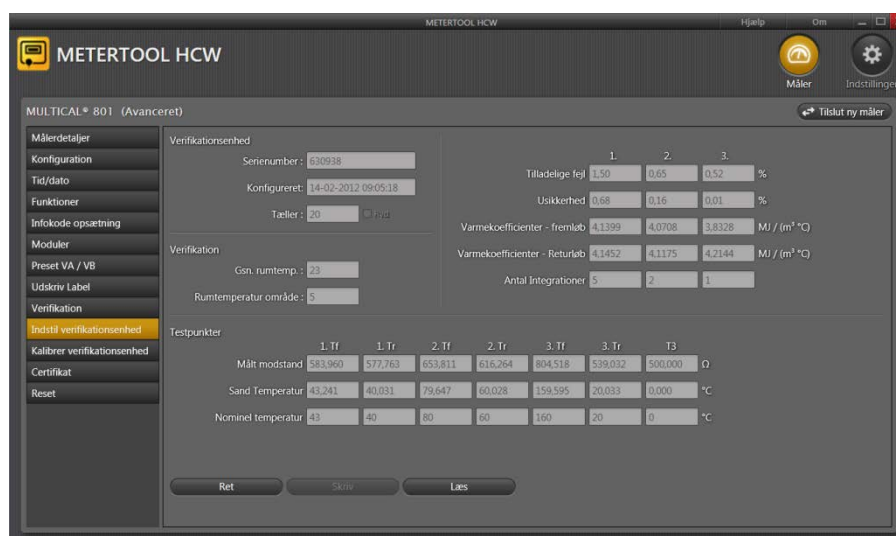 METERTOOL HCW
Hjælp
Om
METERTOOL HCW
Måler
Indstillinger
MULTICAL® 801 (Avanceret)
Tilslut ny måler
Målerdetaljer
Konfiguration
Tid/dato
Funktioner
Infokode opsætning
Moduler
Preset VA / VB
Udskriv Label
Verifikation
Indstil verifikationsenhed
Kalibrer verifikationsenhed
Certifikat
Reset
Verifikationsenhed
Serienumber : 630938
Konfigureret: 14-02-2012 09:05:18
Tæller : 20
Verifikation
Gsn. rumtemp. : 23
Rumtemperatur område : 5
1. 2. 3.
Tilladelige fejl 1,50 0,65 0,52 %
Usikkerhed 0,68 0,16 0,01 %
Varmekoefficienter - fremløb 4,1399 4,0708 3,8328 MJ / (m³ °C)
Varmekoefficienter - Returløb 4,1452 4,1175 4,2144 MJ / (m³ °C)
Antal Integrationer 5 2 1
Testpunkter
1. Tf 1. Tr 2. Tf 2. Tr 3. Tf 3. Tr T3
Målt modstand 583,960 577,763 653,811 616,264 804,518 539,032 500,000 Ω
Sand Temperatur 43,241 40,031 79,647 60,028 159,595 20,033 0,000 °C
Nominel temperatur 43 40 80 60 160 20 0 °C
Ret
Skriv
Læs